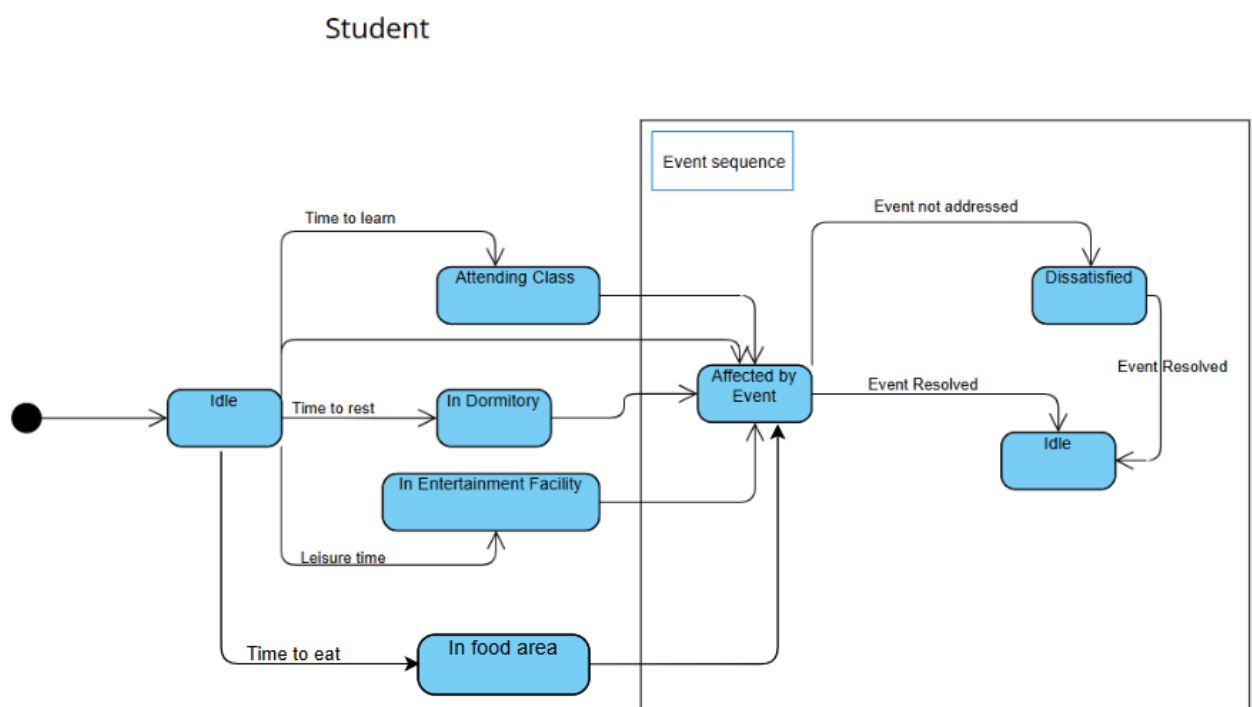 Student
Event sequence
Event not addressed
Time to learn
Attending Class
Dissatisfied
Event Resolved
Affected by
Event
Event Resolved
Idle
Time to rest
In Dormitory
Idle
In Entertainment Facility
Leisure time
In food area
Time to eat